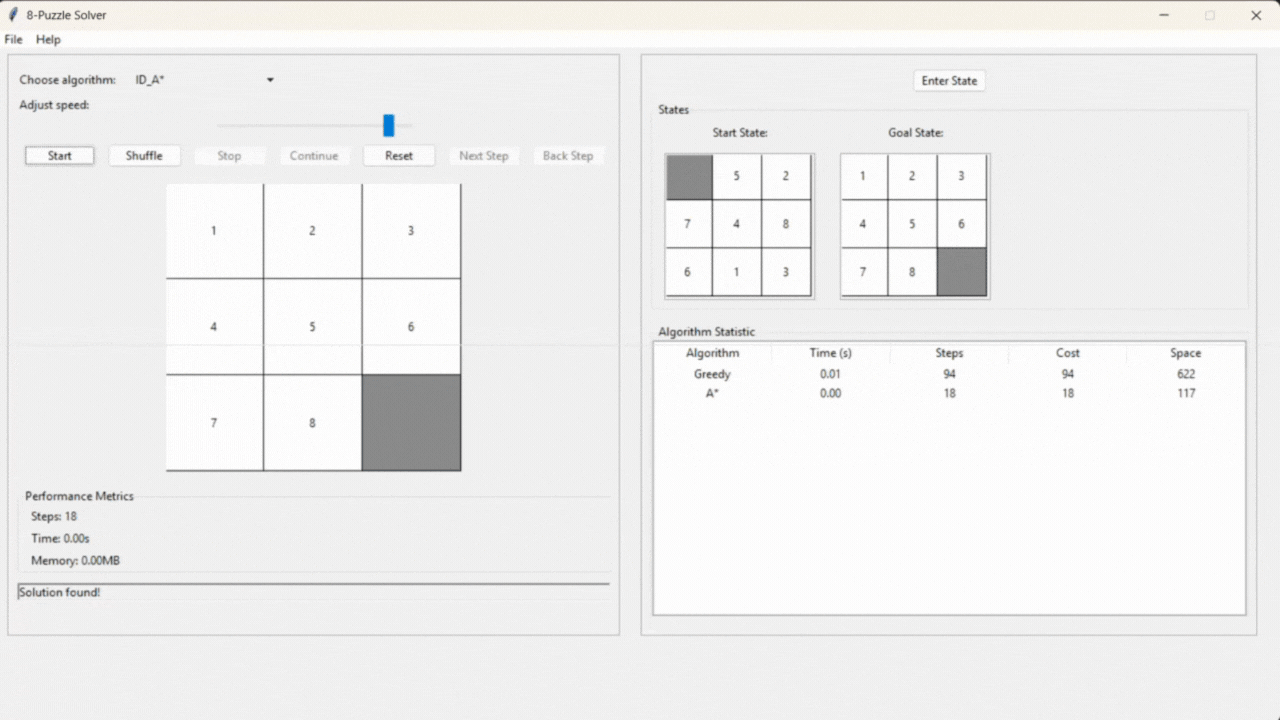 8-Puzzle Solver
File Help
Choose algorithm: ID_A*
Adjust speed:
Start Shuffle Stop Continue Reset Next Step Back Step
1 2 3
4 5 6
7 8
Performance Metrics
Steps: 18
Time: 0.00s
Memory: 0.00MB
Solution found!
Enter State
States
Start State: Goal State:
5 2 1 2 3
7 4 8 4 5 6
6 1 3 7 8
Algorithm Statistic
Algorithm Time (s) Steps Cost Space
Greedy 0.01 94 94 622
A* 0.00 18 18 117